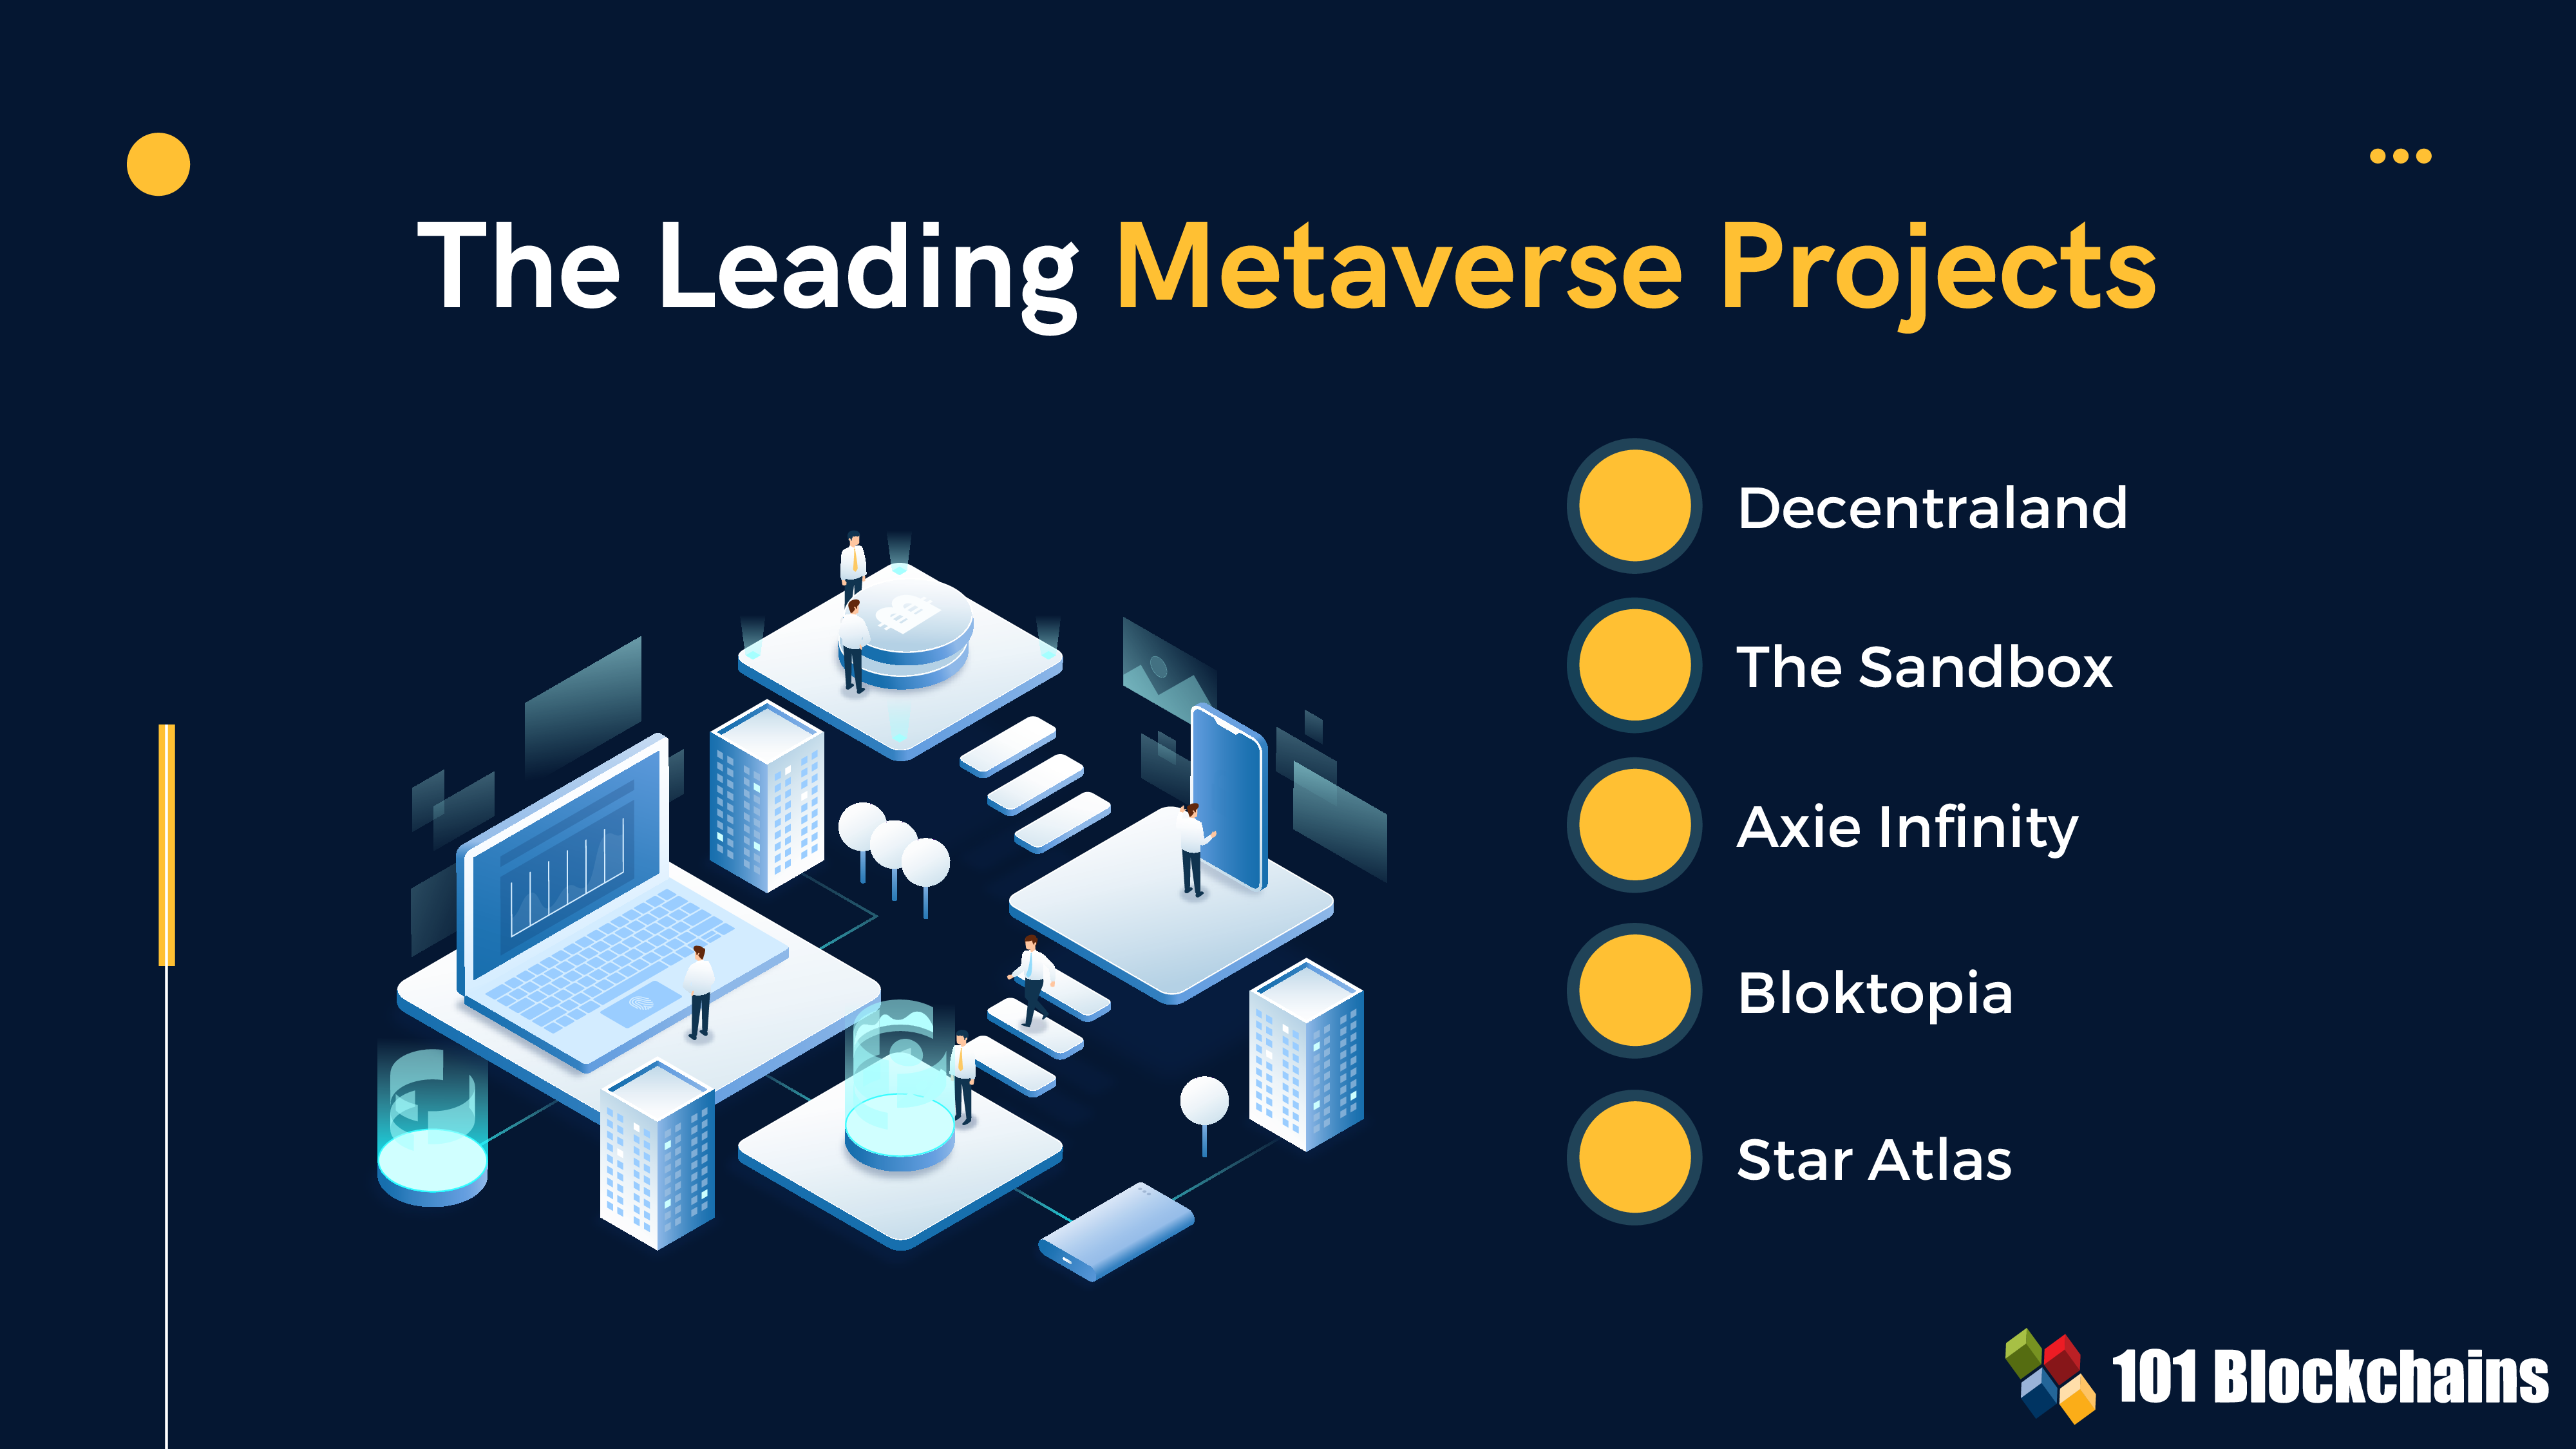 The Leading Metaverse Projects
Decentraland
The Sandbox
Axie Infinity
Bloktopia
Star Atlas
101 Blockchains